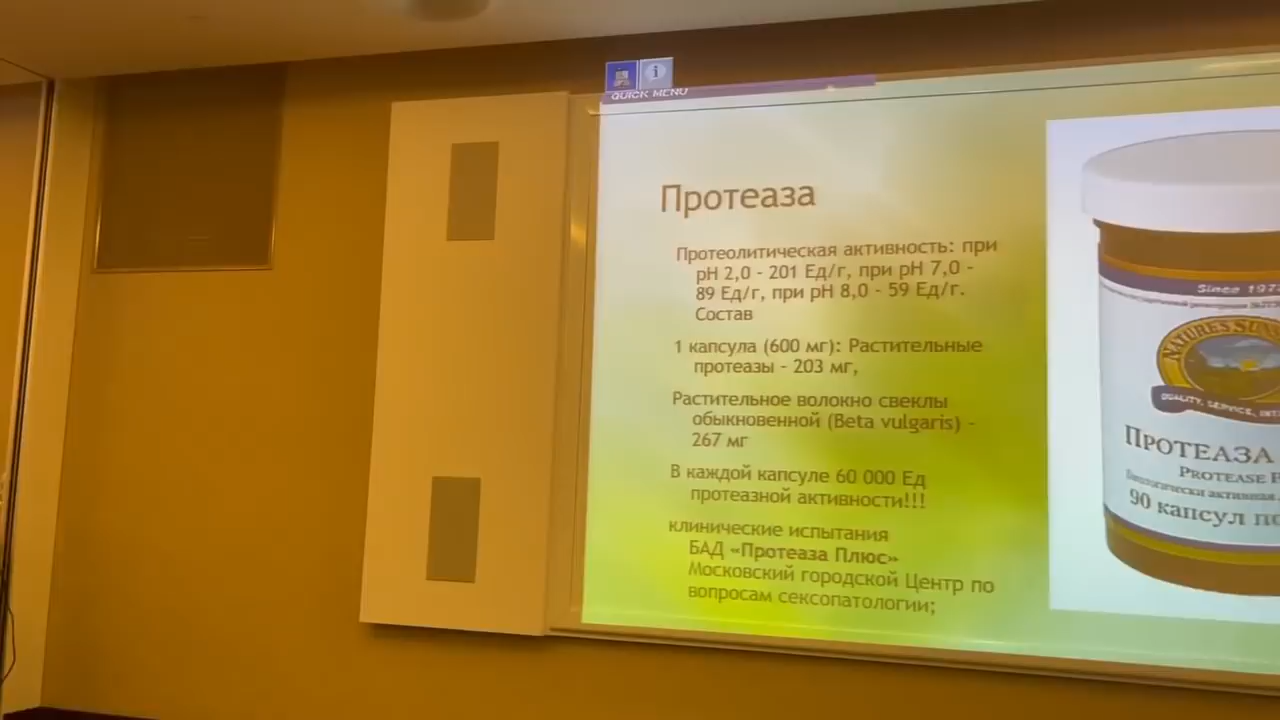 QUICK MENU
Протеаза
Протеолитическая активность: при
pH 2,0 - 201 Ед/г, при pH 7,0 -
89 Ед/г, при pH 8,0 - 59 Ед/г.
Состав
1 капсула (600 мг): Растительные
протеазы - 203 мг,
Растительное волокно свеклы
обыкновенной (Beta vulgaris) -
267 мг
В каждой капсуле 60 000 Ед
протеазной активности!!!
клинические испытания
БАД «Протеаза Плюс»
Московский городской Центр по
вопросам сексопатологии;
Since 197
NATURE'S SUN
QUALITY, SERVICE, INT
ПРОТЕАЗА
PROTEASE P
90 капсул по